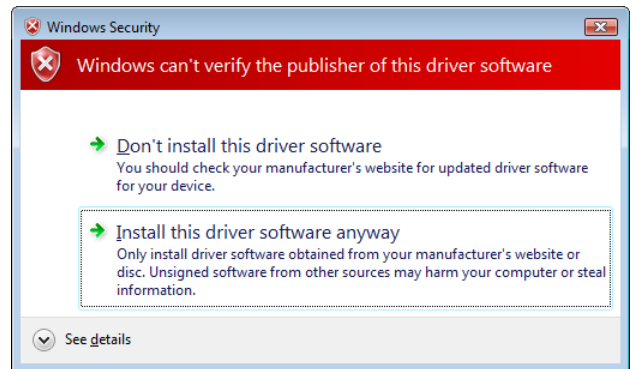 Windows Security
Windows can't verify the publisher of this driver software
Don't install this driver software
You should check your manufacturer's website for updated driver software
for your device.
Install this driver software anyway
Only install driver software obtained from your manufacturer's website or
disc. Unsigned software from other sources may harm your computer or steal
information.
See details